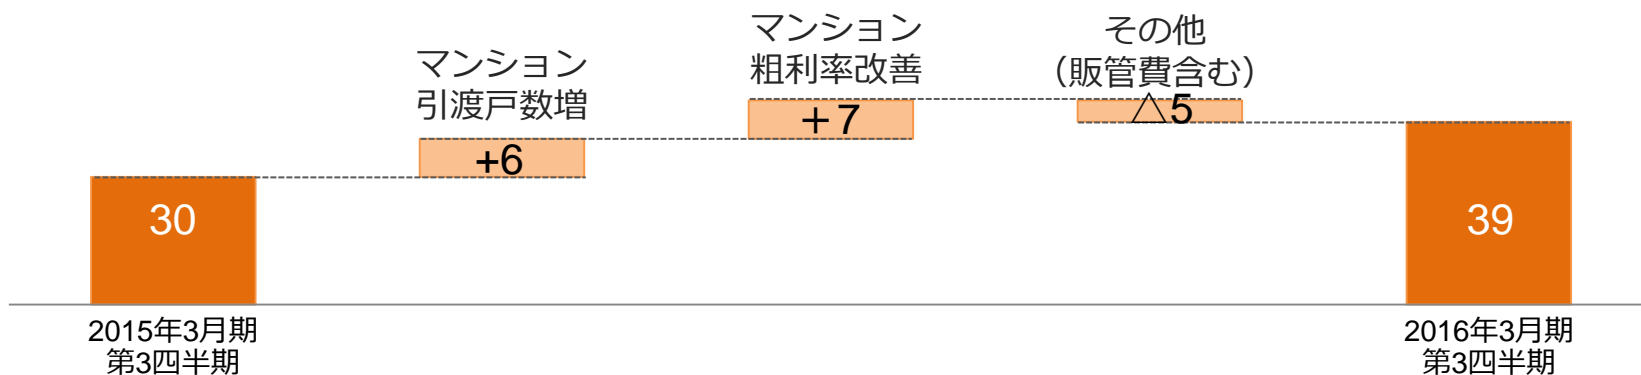 マンション
引渡戸数増
+6
マンション
粗利率改善
＋7
その他
（販管費含む）
△5
30
39
2015年3月期
第3四半期
2016年3月期
第3四半期